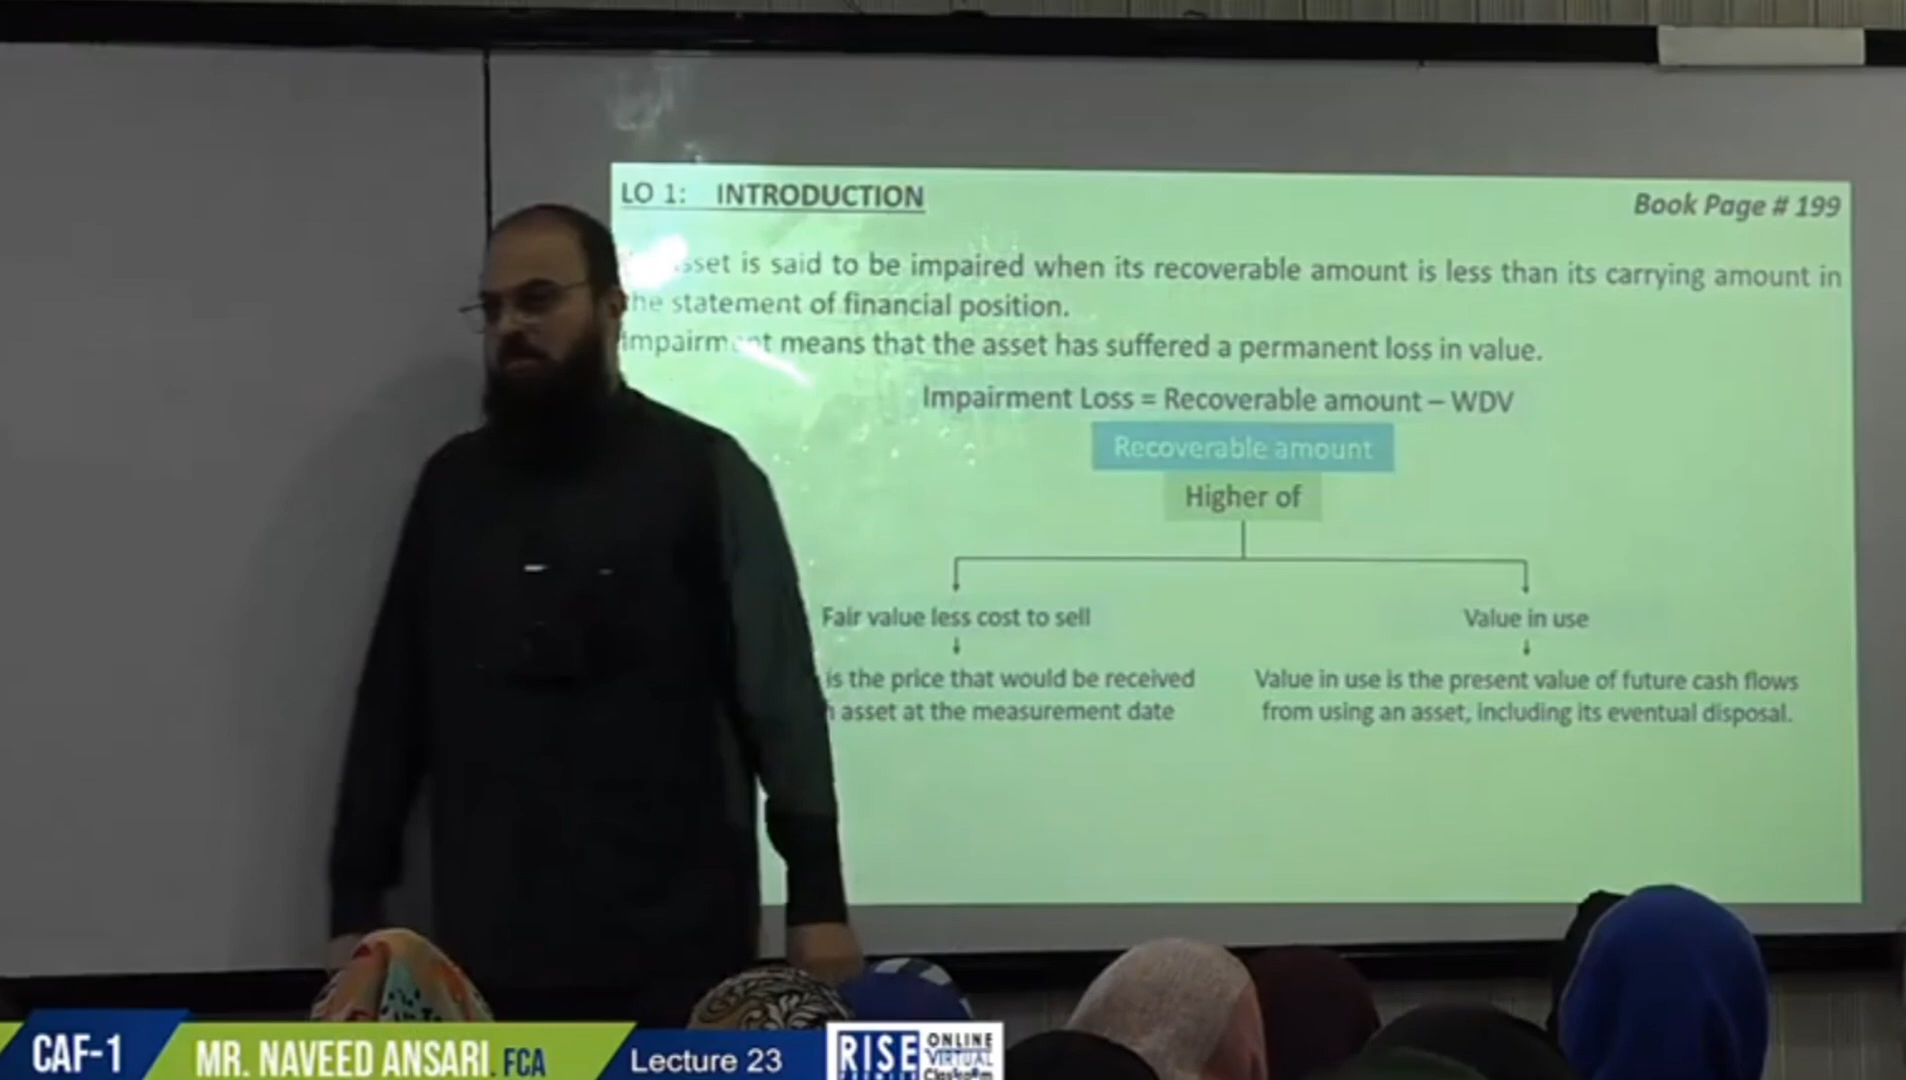 LO 1: INTRODUCTION
Book Page # 199
asset is said to be impaired when its recoverable amount is less than its carrying amount in
the statement of financial position.
Impairment means that the asset has suffered a permanent loss in value.
Impairment Loss = Recoverable amount – WDV
Recoverable amount
Higher of
Fair value less cost to sell
Value in use
is the price that would be received
Value in use is the present value of future cash flows
asset at the measurement date
from using an asset, including its eventual disposal.
CAF-1
MR. NAVEED ANSARI. FCA
Lecture 23
RISE
PREMIER
ONLINE
VIRTUAL
Classroom